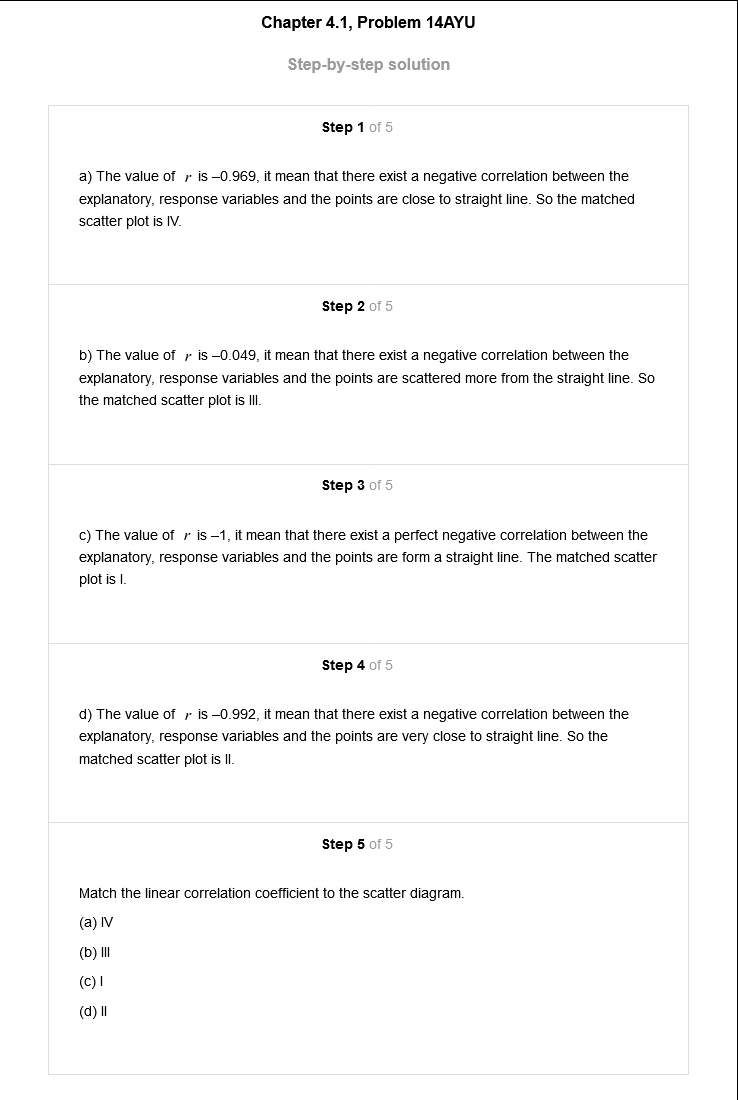 Chapter 4.1, Problem 14AYU
Step-by-step solution
Step 1 of 5
a) The value of r is –0.969, it mean that there exist a negative correlation between the
explanatory, response variables and the points are close to straight line. So the matched
scatter plot is IV.
Step 2 of 5
b) The value of r is –0.049, it mean that there exist a negative correlation between the
explanatory, response variables and the points are scattered more from the straight line. So
the matched scatter plot is III.
Step 3 of 5
c) The value of r is –1, it mean that there exist a perfect negative correlation between the
explanatory, response variables and the points are form a straight line. The matched scatter
plot is I.
Step 4 of 5
d) The value of r is –0.992, it mean that there exist a negative correlation between the
explanatory, response variables and the points are very close to straight line. So the
matched scatter plot is II.
Step 5 of 5
Match the linear correlation coefficient to the scatter diagram.
(a) IV
(b) III
(c) I
(d) II